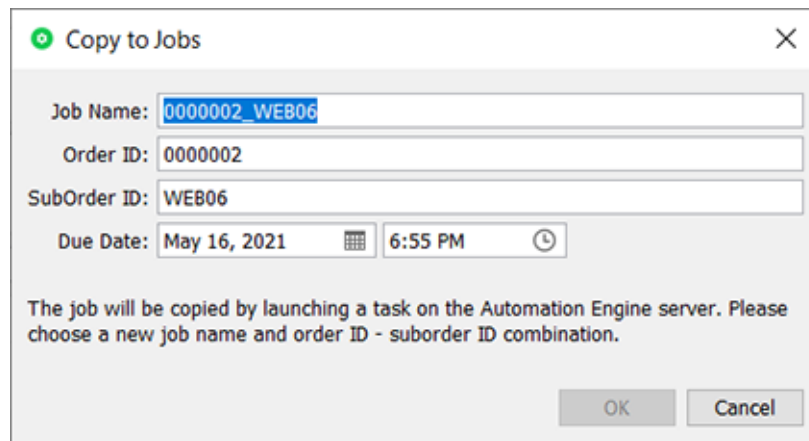 Copy to Jobs
Job Name: 0000002_WEB06
Order ID: 0000002
SubOrder ID: WEB06
Due Date: May 16, 2021 6:55 PM
The job will be copied by launching a task on the Automation Engine server. Please
choose a new job name and order ID - suborder ID combination.
OK Cancel